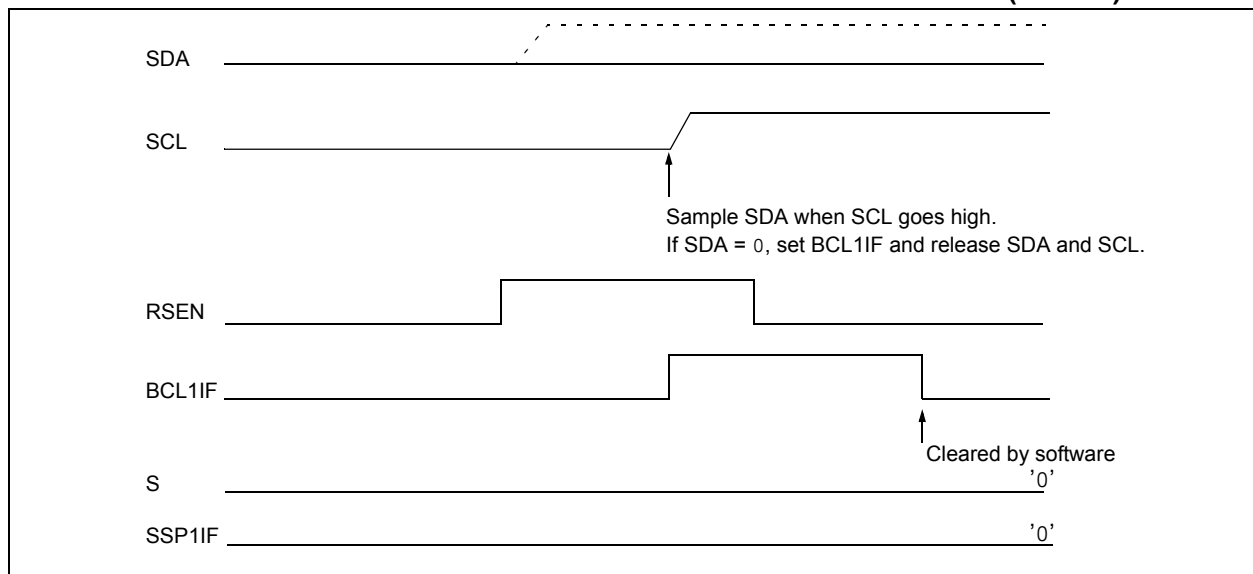 SDA
SCL
Sample SDA when SCL goes high.
If SDA = 0, set BCL1IF and release SDA and SCL.
RSEN
BCL1IF
Cleared by software
S
'0'
SSP1IF
'0'